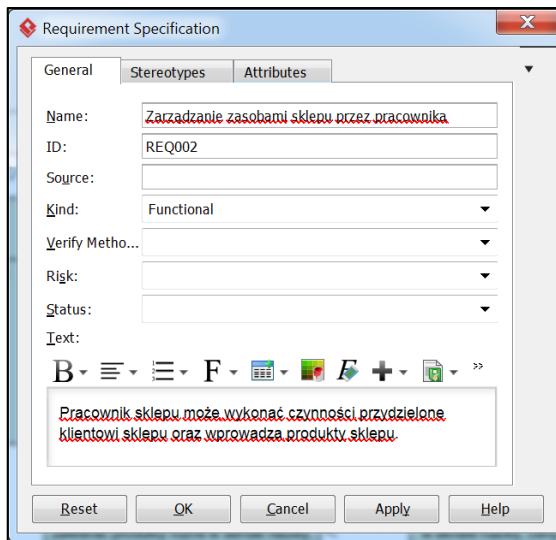 Requirement Specification
General Stereotypes Attributes
Name: Zarządzanie zasobami sklepu przez pracownika
ID: REQ002
Source:
Kind: Functional
Verify Metho...
Risk:
Status:
Text:
B F
Pracownik sklepu może wykonać czynności przydzielone
klientowi sklepu oraz wprowadza produkty sklepu.
Reset OK Cancel Apply Help